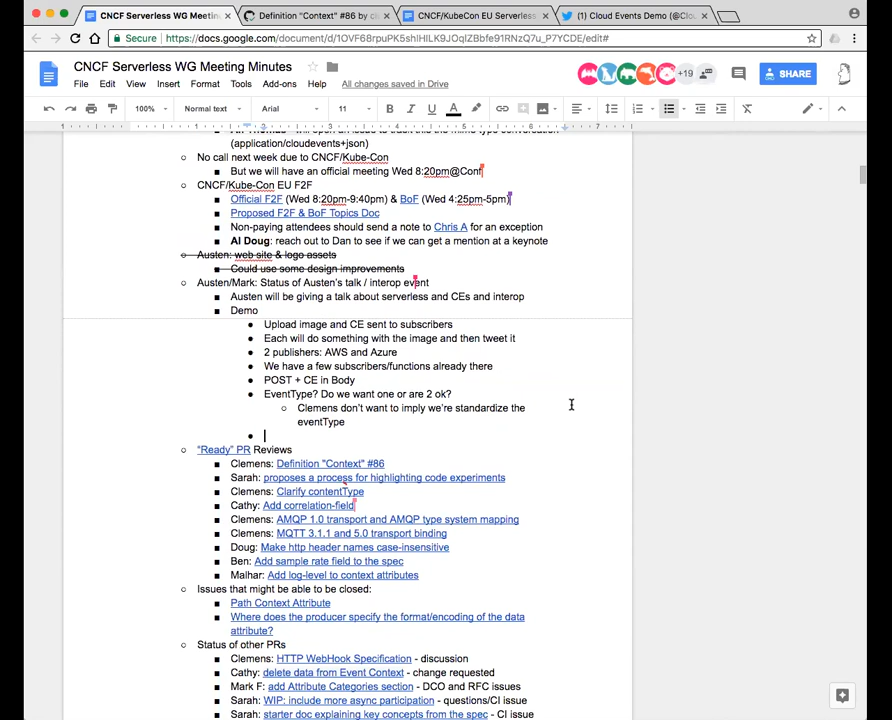 CNCF Serverless WG Meetin
Definition "Context" #86 by cl
CNCF/KubeCon EU Serverless
(1) Cloud Events Demo (@Clou
Secure
https://docs.google.com/document/d/1OVF68rpuPK5shIHILK9JOqlZBbfe91RNzQ7u_P7YCDE/edit#
CNCF Serverless WG Meeting Minutes
File Edit View Insert Format Tools Add-ons Help All changes saved in Drive
+19
SHARE
100% Normal text Arial 11
1 1 2 3 4 5 6 7
(application/cloudevents+json)
No call next week due to CNCF/Kube-Con
But we will have an official meeting Wed 8:20pm@Conf
CNCF/Kube-Con EU F2F
Official F2F (Wed 8:20pm-9:40pm) & BoF (Wed 4:25pm-5pm)
Proposed F2F & BoF Topics Doc
Non-paying attendees should send a note to Chris A for an exception
AI Doug: reach out to Dan to see if we can get a mention at a keynote
Austen: web site & logo assets
Could use some design improvements
Austen/Mark: Status of Austen's talk / interop event
Austen will be giving a talk about serverless and CEs and interop
Demo
Upload image and CE sent to subscribers
Each will do something with the image and then tweet it
2 publishers: AWS and Azure
We have a few subscribers/functions already there
POST + CE in Body
EventType? Do we want one or are 2 ok?
Clemens don't want to imply we're standardize the
eventType
"Ready" PR Reviews
Clemens: Definition "Context" #86
Sarah: proposes a process for highlighting code experiments
Clemens: Clarify contentType
Cathy: Add correlation-field
Clemens: AMQP 1.0 transport and AMQP type system mapping
Clemens: MQTT 3.1.1 and 5.0 transport binding
Doug: Make http header names case-insensitive
Ben: Add sample rate field to the spec
Malhar: Add log-level to context attributes
Issues that might be able to be closed:
Path Context Attribute
Where does the producer specify the format/encoding of the data
attribute?
Status of other PRs
Clemens: HTTP WebHook Specification - discussion
Cathy: delete data from Event Context - change requested
Mark F: add Attribute Categories section - DCO and RFC issues
Sarah: WIP: include more async participation - questions/CI issue
Sarah: starter doc explaining key concepts from the spec - CI issue